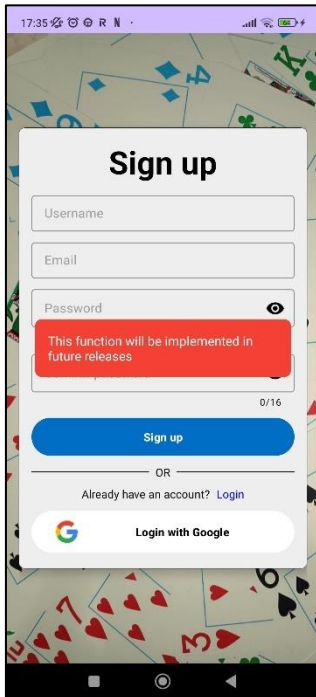 17:35
Sign up
Username
Email
Password
This function will be implemented in
future releases
0/16
Sign up
OR
Already have an account? Login
Login with Google